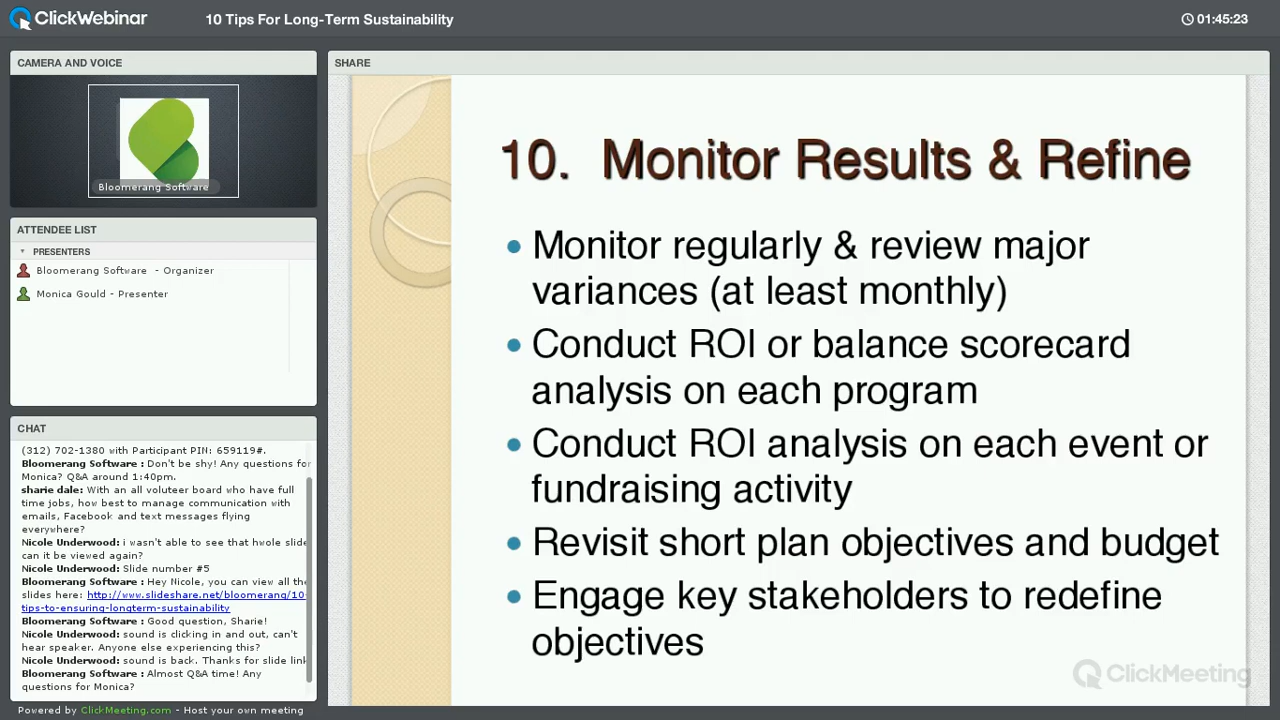 ClickWebinar
10 Tips For Long-Term Sustainability
01:45:23
CAMERA AND VOICE
Bloomerang Software
ATTENDEE LIST
PRESENTERS
Bloomerang Software - Organizer
Monica Gould - Presenter
CHAT
(312) 702-1380 with Participant PIN: 659119#.
Bloomerang Software : Don't be shy! Any questions for
Monica? Q&A around 1:40pm.
sharie dale: With an all voluteer board who have full
time jobs, how best to manage communication with
emails, Facebook and text messages flying
everywhere?
Nicole Underwood: i wasn't able to see that hwole slide
can it be viewed again?
Nicole Underwood: Slide number #5
Bloomerang Software : Hey Nicole, you can view all the
slides here: http://www.slideshare.net/bloomerang/10-
tips-to-ensuring-longterm-sustainability
Bloomerang Software : Good question, Sharie!
Nicole Underwood: sound is clicking in and out, can't
hear speaker. Anyone else experiencing this?
Nicole Underwood: sound is back. Thanks for slide link
Bloomerang Software : Almost Q&A time! Any
questions for Monica?
Powered by ClickMeeting.com - Host your own meeting
SHARE
10. Monitor Results & Refine
• Monitor regularly & review major
variances (at least monthly)
• Conduct ROI or balance scorecard
analysis on each program
• Conduct ROI analysis on each event or
fundraising activity
• Revisit short plan objectives and budget
• Engage key stakeholders to redefine
objectives
ClickMeeting